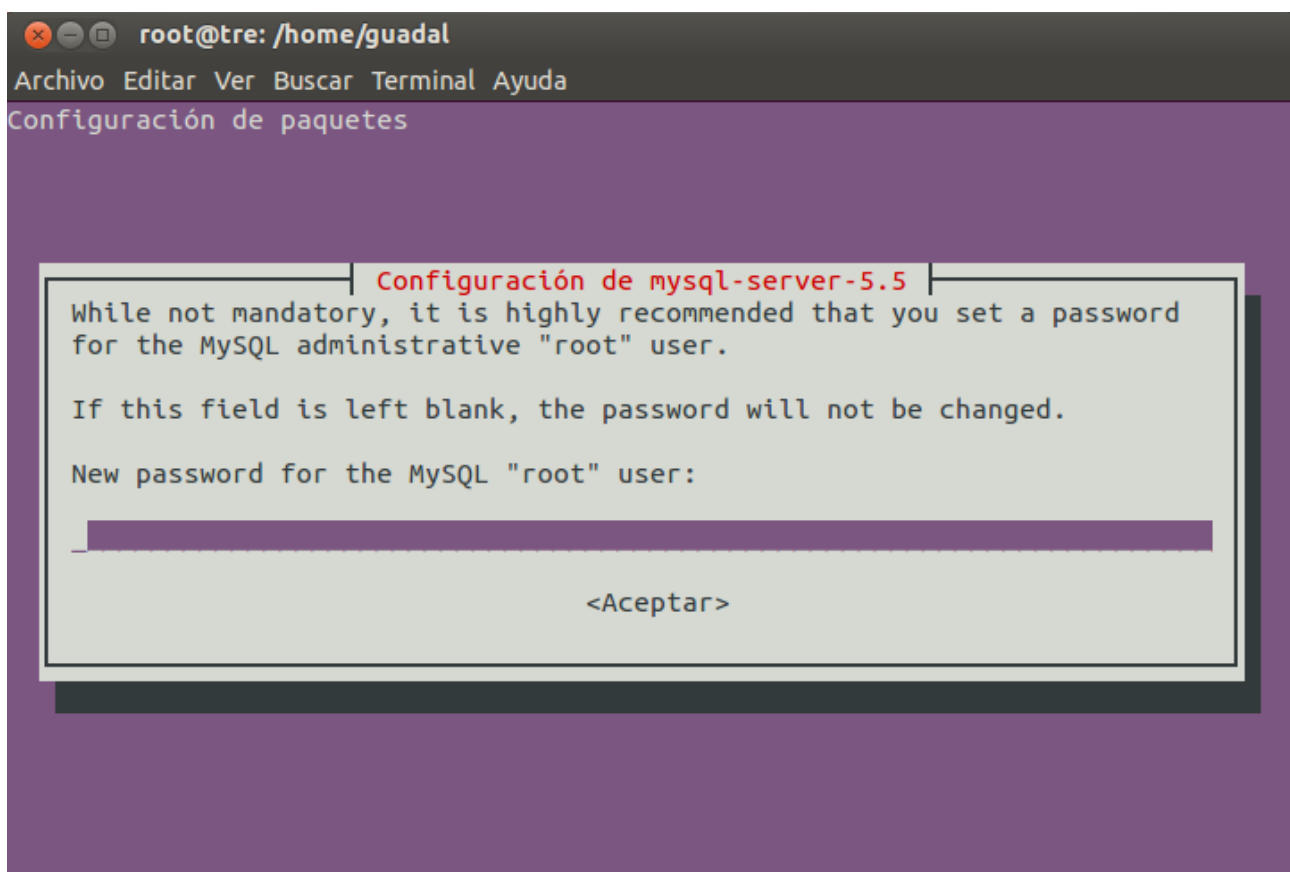 root@tre: /home/guadal
Archivo Editar Ver Buscar Terminal Ayuda
Configuración de paquetes
Configuración de mysql-server-5.5
While not mandatory, it is highly recommended that you set a password
for the MySQL administrative "root" user.
If this field is left blank, the password will not be changed.
New password for the MySQL "root" user:
<Aceptar>